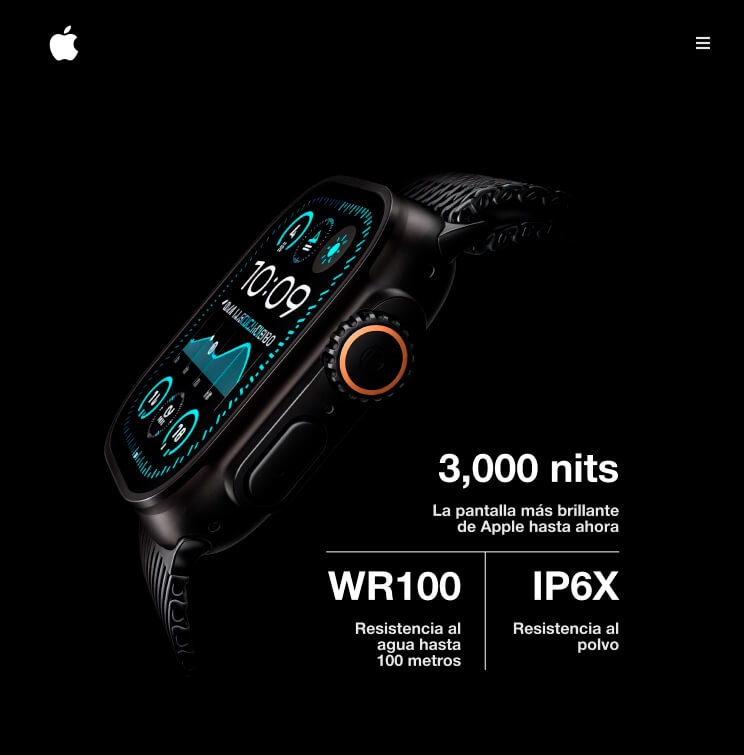 10:09
3,000 nits
La pantalla más brillante
de Apple hasta ahora
WR100
Resistencia al
agua hasta
100 metros
IP6X
Resistencia al
polvo